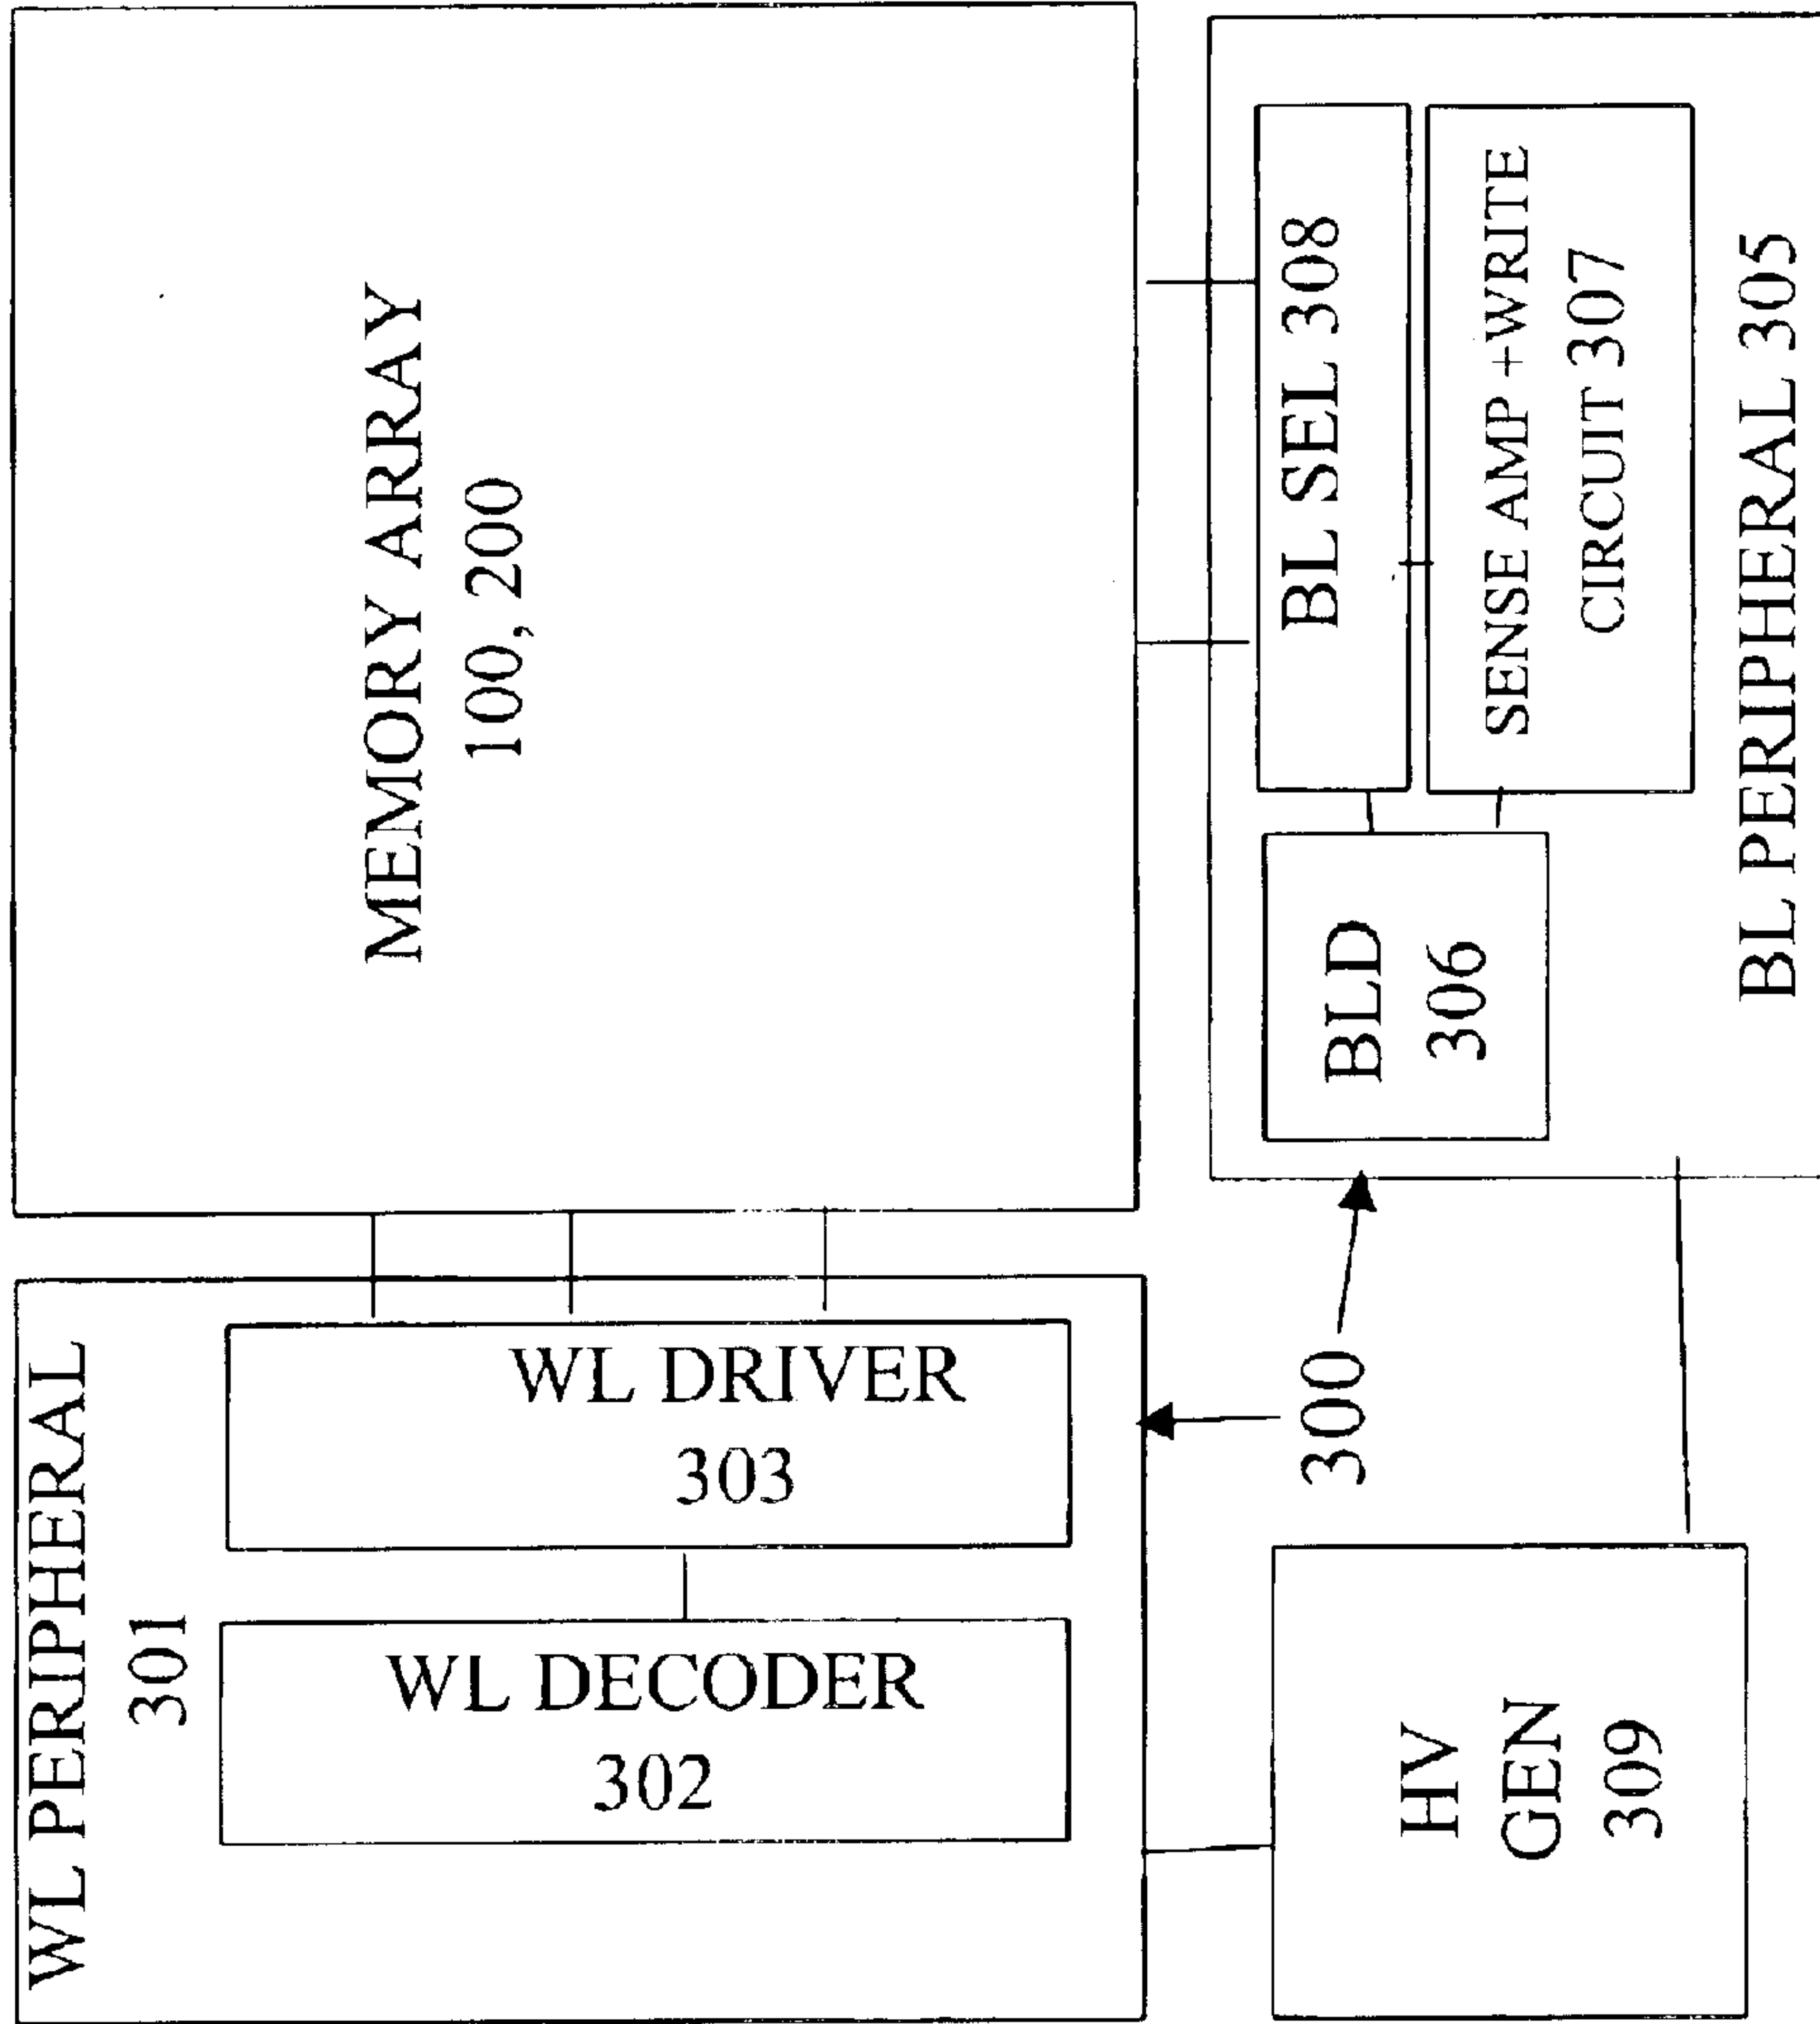 WL PERIPHERAL
301
WL DECODER
302
WL DRIVER
303
MEMORY ARRAY
100, 200
300
HV
GEN
309
BLD
306
BL SEL 308
SENSE AMP +WRITE
CIRCUIT 307
BL PERIPHERAL 305